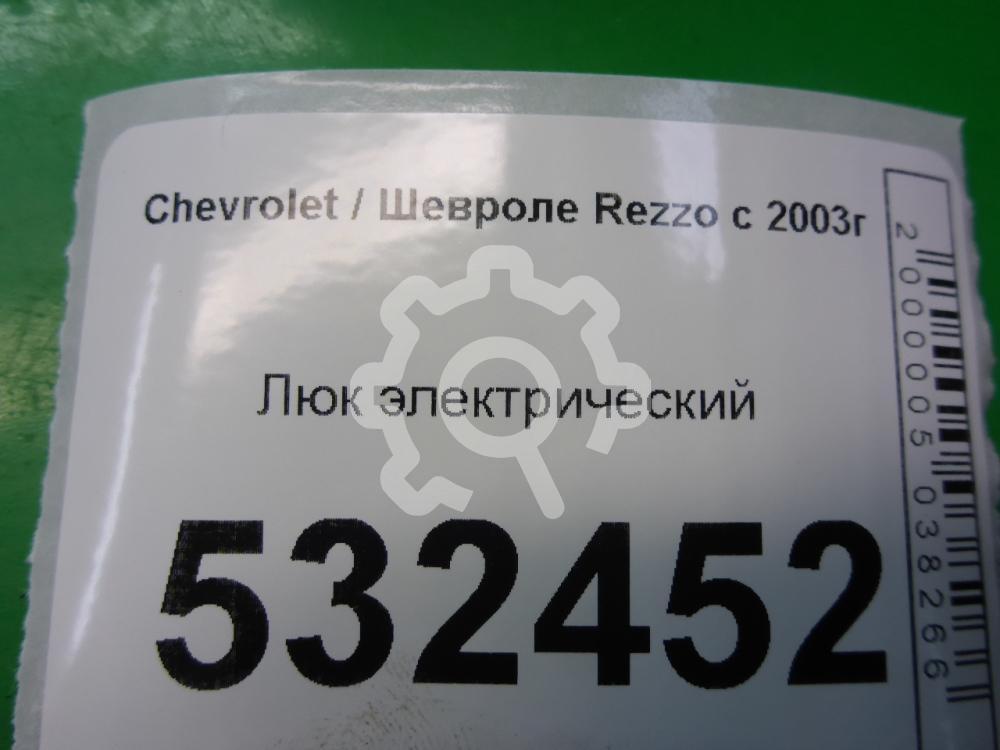 Chevrolet / Шевроле Rezzo с 2003г
Люк электрический
532452
2000005038266